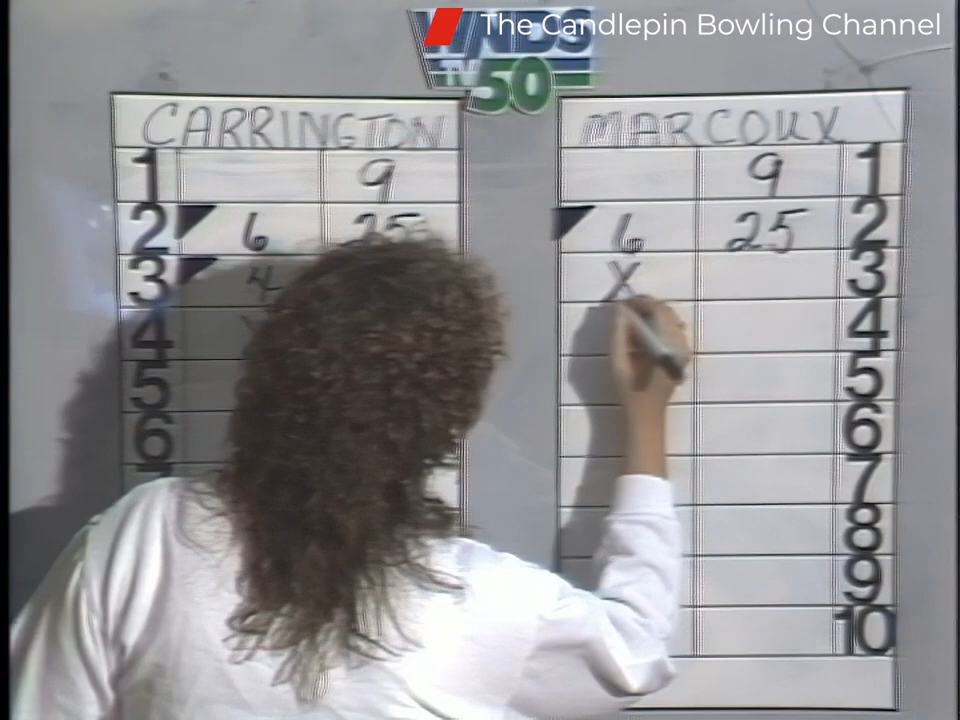 The Candlepin Bowling Channel
WNDS
TV 50
CARRINGTON MARCOUX
1 9 9 1
2 6 25 6 25 2
3 4 X 3
4 4
5 5
6 6
7
8
9
10